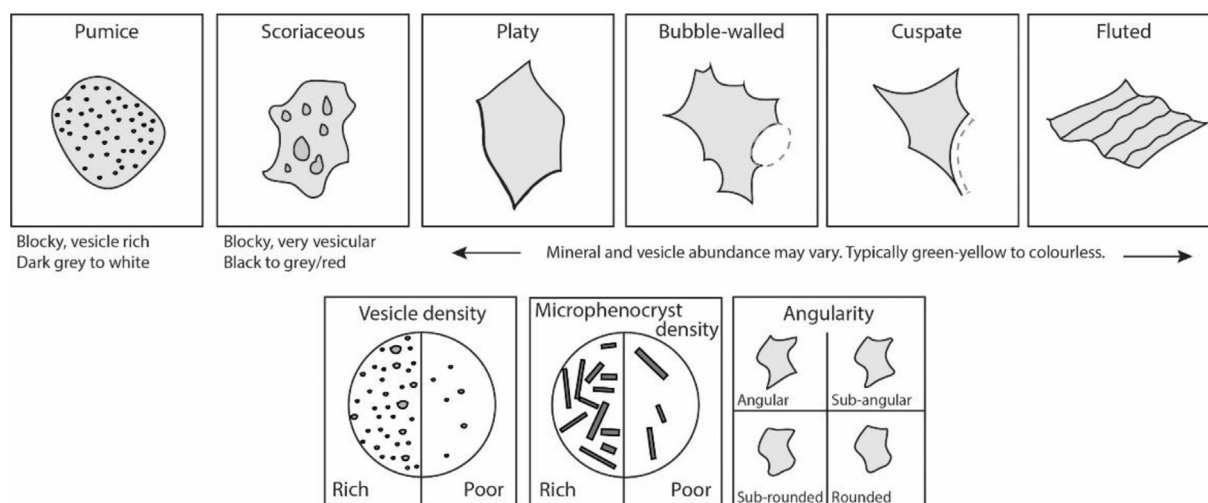 Pumice
Scoriaceous
Platy
Bubble-walled
Cuspate
Fluted
Blocky, vesicle rich
Dark grey to white
Blocky, very vesicular
Black to grey/red
Mineral and vesicle abundance may vary. Typically green-yellow to colourless.
Vesicle density
Rich
Poor
Microphenocryst
density
Rich
Poor
Angularity
Angular
Sub-angular
Sub-rounded
Rounded